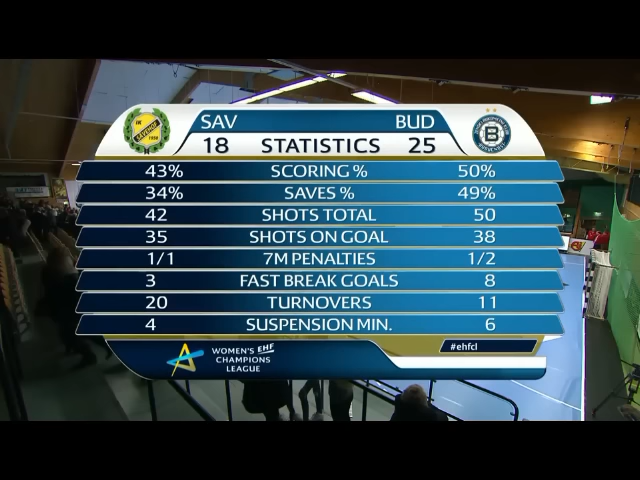 SAV BUD
18 STATISTICS 25
43% SCORING % 50%
34% SAVES % 49%
42 SHOTS TOTAL 50
35 SHOTS ON GOAL 38
1/1 7M PENALTIES 1/2
3 FAST BREAK GOALS 8
20 TURNOVERS 11
4 SUSPENSION MIN. 6
#ehfcl
WOMEN'S EHF
CHAMPIONS
LEAGUE
IK
SÄVEHOF
B